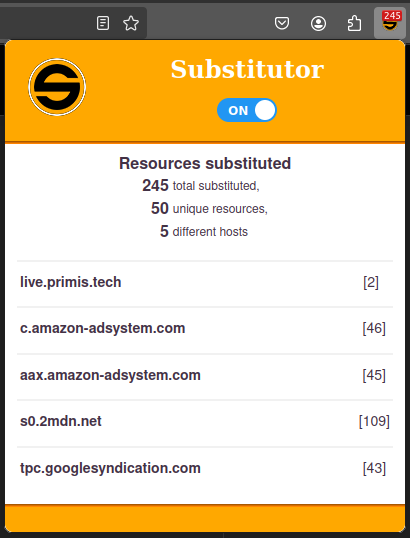 245
Substitutor
ON
Resources substituted
245 total substituted,
50 unique resources,
5 different hosts
live.primis.tech [2]
c.amazon-adsystem.com [46]
aax.amazon-adsystem.com [45]
s0.2mdn.net [109]
tpc.googlesyndication.com [43]